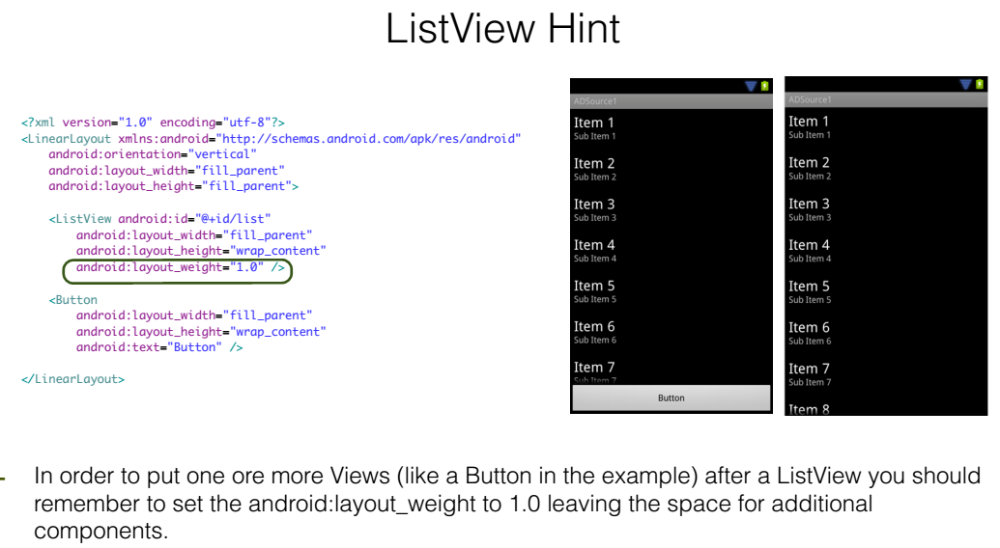 ListView Hint
<?xml version="1.0" encoding="utf-8"?>
<LinearLayout xmlns:android="http://schemas.android.com/apk/res/android"
android:orientation="vertical"
android:layout_width="fill_parent"
android:layout_height="fill_parent">
<ListView android:id="@+id/list"
android:layout_width="fill_parent"
android:layout_height="wrap_content"
android:layout_weight="1.0" />
<Button
android:layout_width="fill_parent"
android:layout_height="wrap_content"
android:text="Button" />
</LinearLayout>
ADSource1
Item 1
Sub Item 1
Item 2
Sub Item 2
Item 3
Sub Item 3
Item 4
Sub Item 4
Item 5
Sub Item 5
Item 6
Sub Item 6
Item 7
Sub Item 7
Button
ADSource1
Item 1
Sub Item 1
Item 2
Sub Item 2
Item 3
Sub Item 3
Item 4
Sub Item 4
Item 5
Sub Item 5
Item 6
Sub Item 6
Item 7
Sub Item 7
Item 8
In order to put one ore more Views (like a Button in the example) after a ListView you should
remember to set the android:layout_weight to 1.0 leaving the space for additional
components.